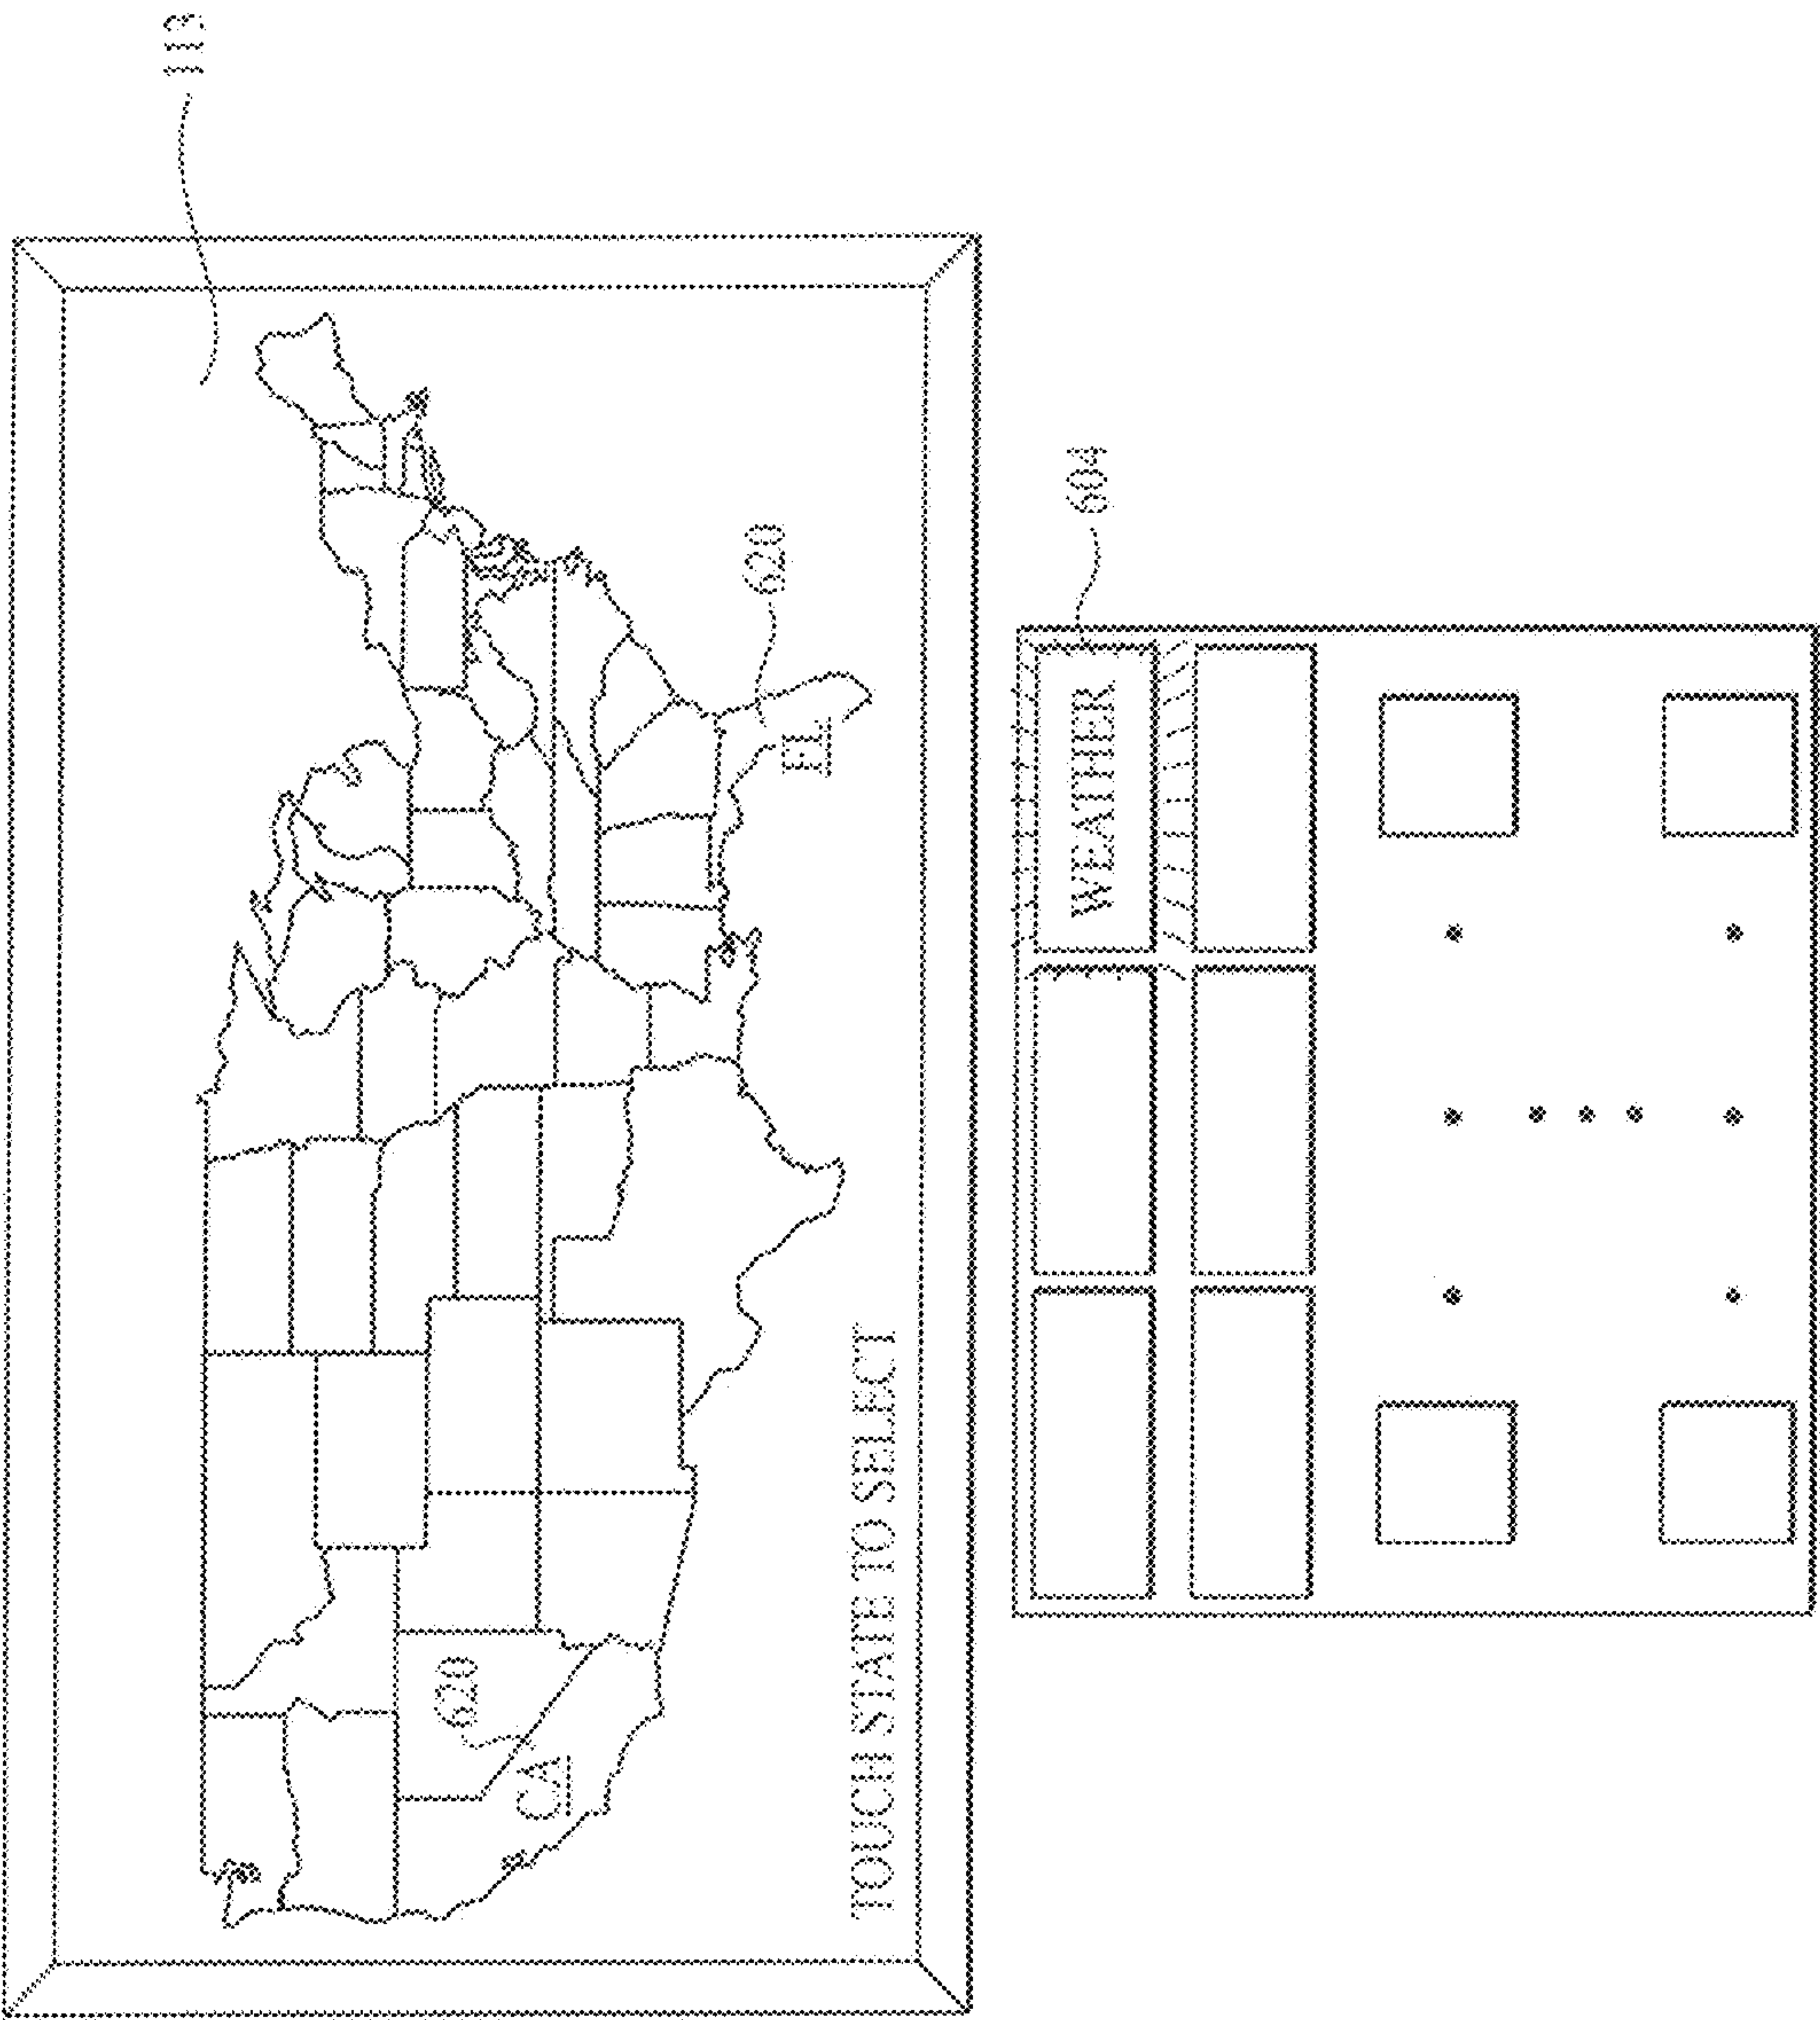 113
620
CA
620
FL
TOUCH STATE TO SELECT
604
WEATHER